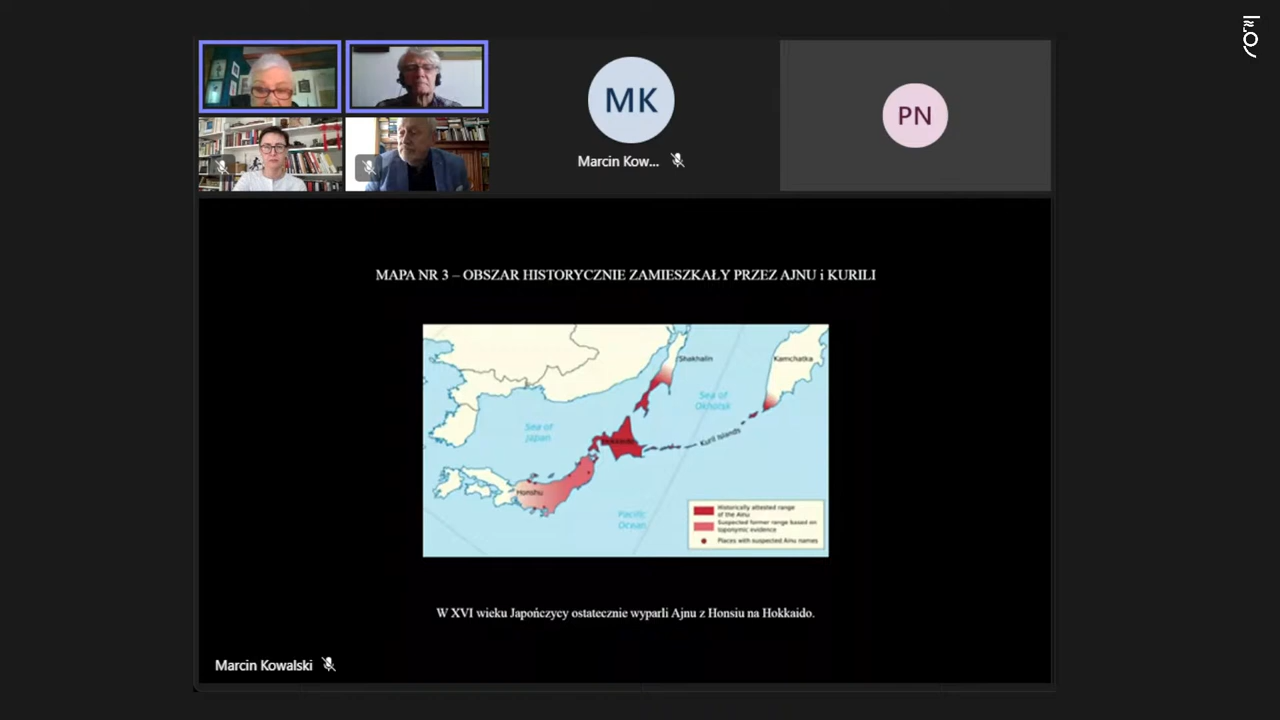 MK
Marcin Kow...
PN
MAPA NR 3 – OBSZAR HISTORYCZNIE ZAMIESZKAŁY PRZEZ AJNU i KURILI
Shakhalin
Kamchatka
Sea of
Okhotsk
Sea of
Japan
Hokkaido
Kuril Islands
Honshu
Pacific
Ocean
Historically attested range
of the Ainu
Suspected former range based on
toponymic evidence
Places with suspected Ainu names
W XVI wieku Japończycy ostatecznie wyparli Ajnu z Honsiu na Hokkaido.
Marcin Kowalski